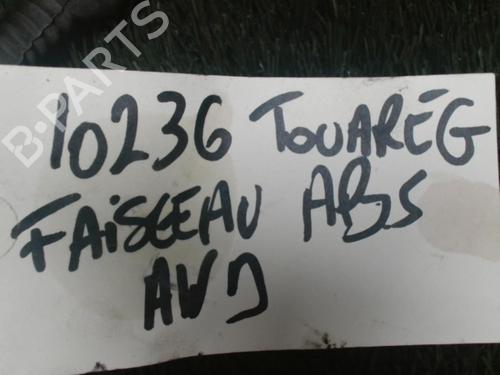 B-PARTS
10236 TOUAREG
FAISCEAU ABS
AVD